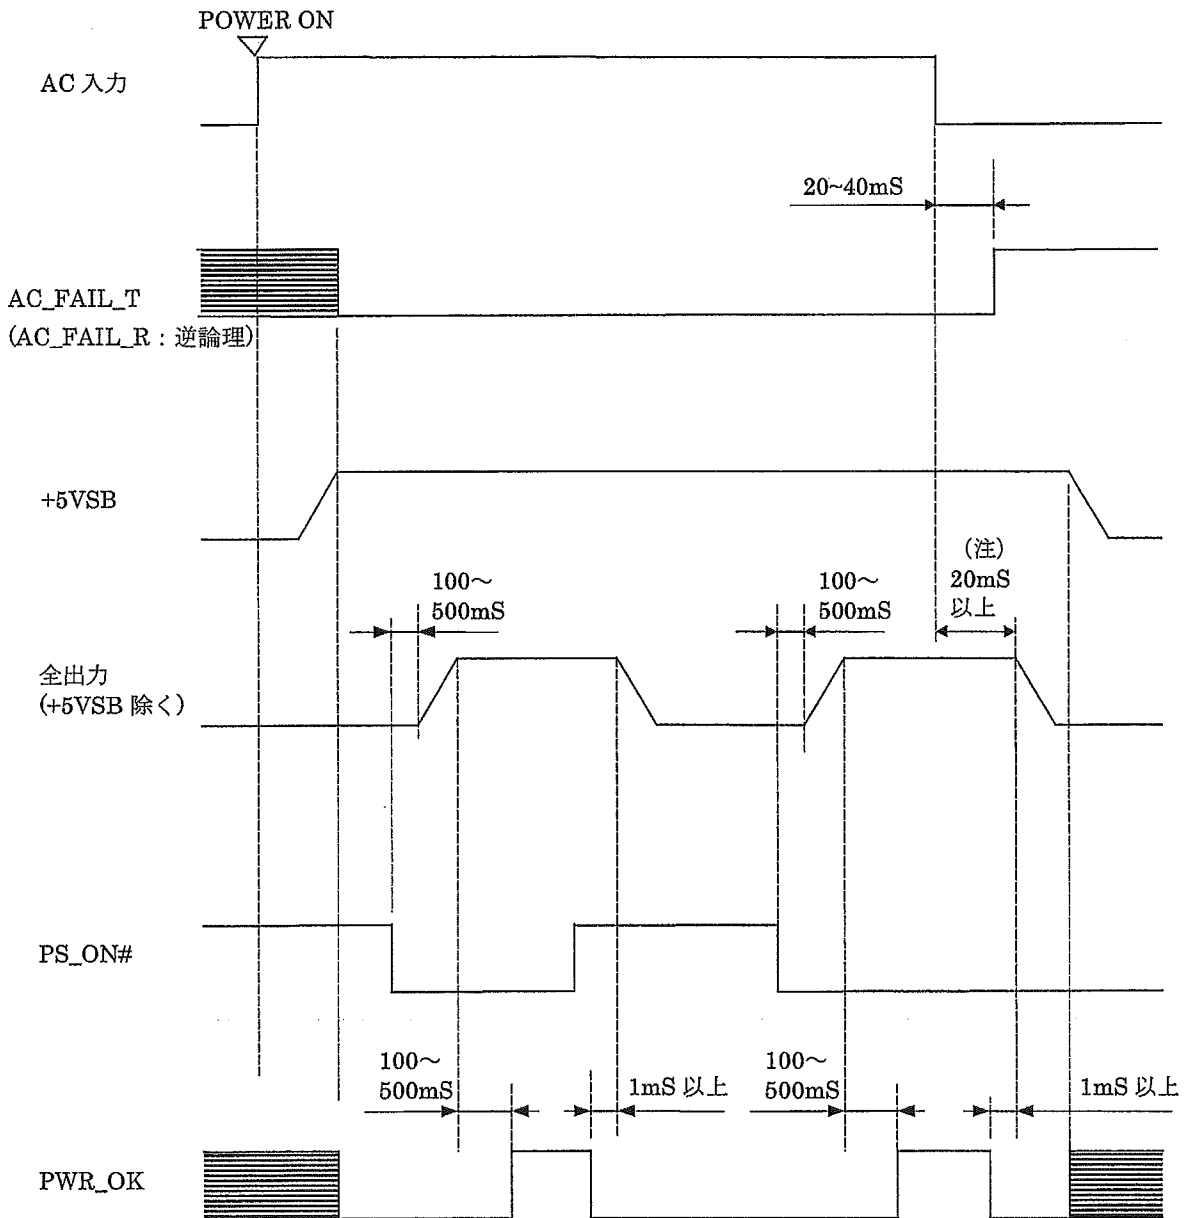 POWER ON
AC 入力
20~40mS
AC_FAIL_T
(AC_FAIL_R : 逆論理)
+5VSB
100～
500mS
100～
500mS
(注)
20mS
以上
全出力
(+5VSB 除く)
PS_ON#
100～
500mS
1mS 以上
100～
500mS
1mS 以上
PWR_OK